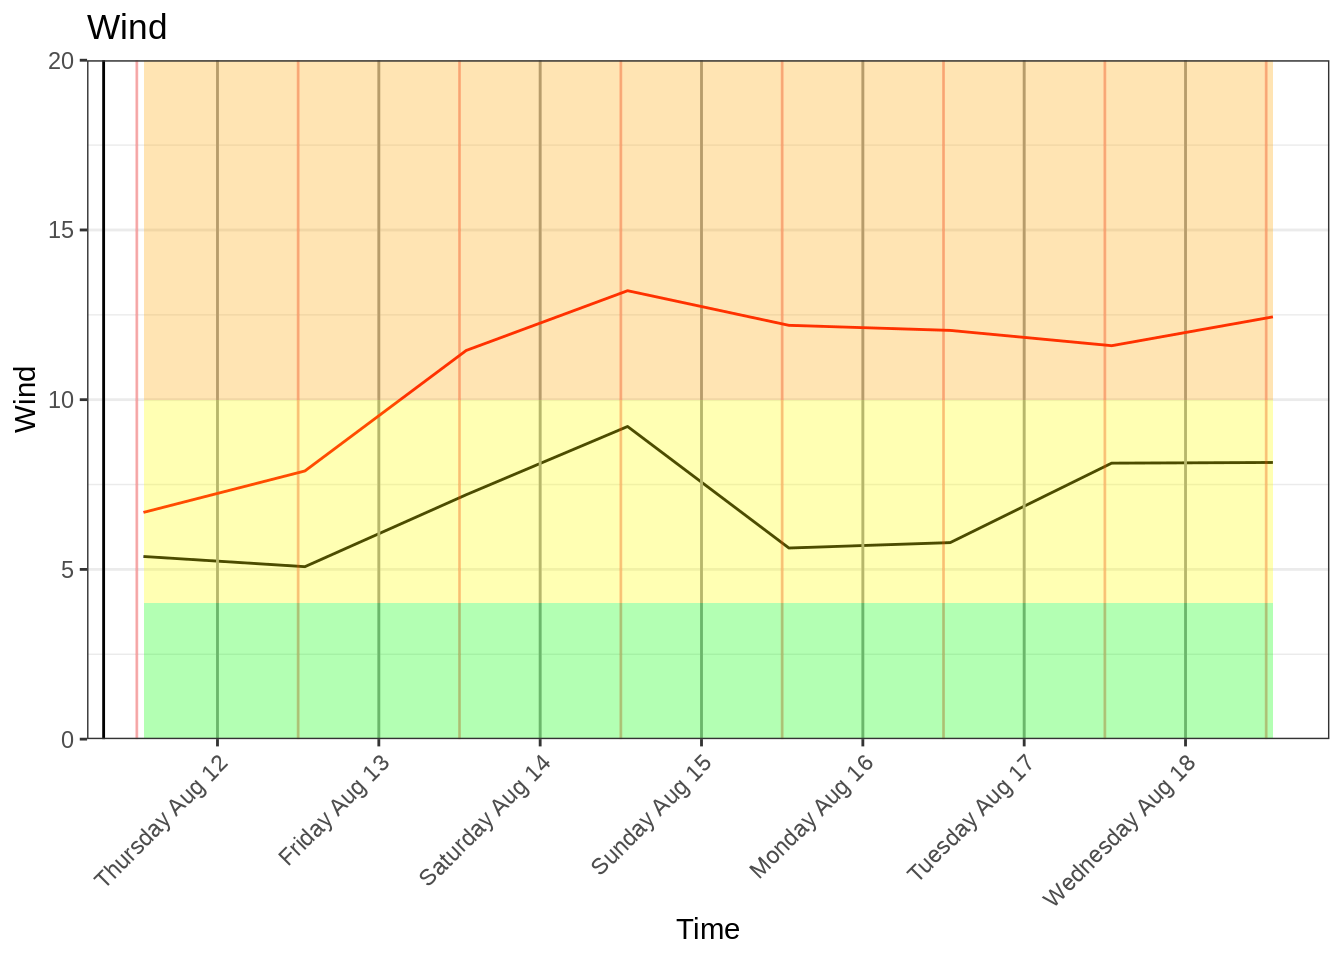 Wind
20
15
10
5
0
Wind
Thursday Aug 12
Friday Aug 13
Saturday Aug 14
Sunday Aug 15
Monday Aug 16
Tuesday Aug 17
Wednesday Aug 18
Time